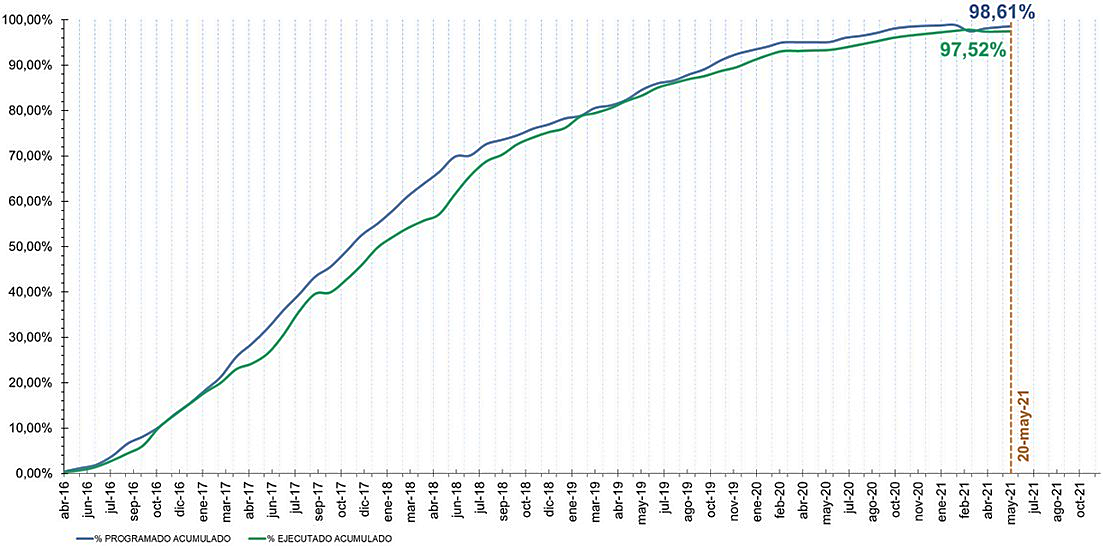 98,61%
97,52%
100,00%
90,00%
80,00%
70,00%
60,00%
50,00%
40,00%
30,00%
20,00%
10,00%
0,00%
20-may-21
abr-16
jun-16
jul-16
sep-16
oct-16
dic-16
ene-17
mar-17
abr-17
jun-17
jul-17
sep-17
oct-17
dic-17
ene-18
mar-18
abr-18
jun-18
jul-18
sep-18
oct-18
dic-18
ene-19
mar-19
abr-19
may-19
jul-19
ago-19
oct-19
nov-19
ene-20
feb-20
abr-20
may-20
jul-20
ago-20
oct-20
nov-20
ene-21
feb-21
abr-21
may-21
jul-21
ago-21
oct-21
% PROGRAMADO ACUMULADO
% EJECUTADO ACUMULADO